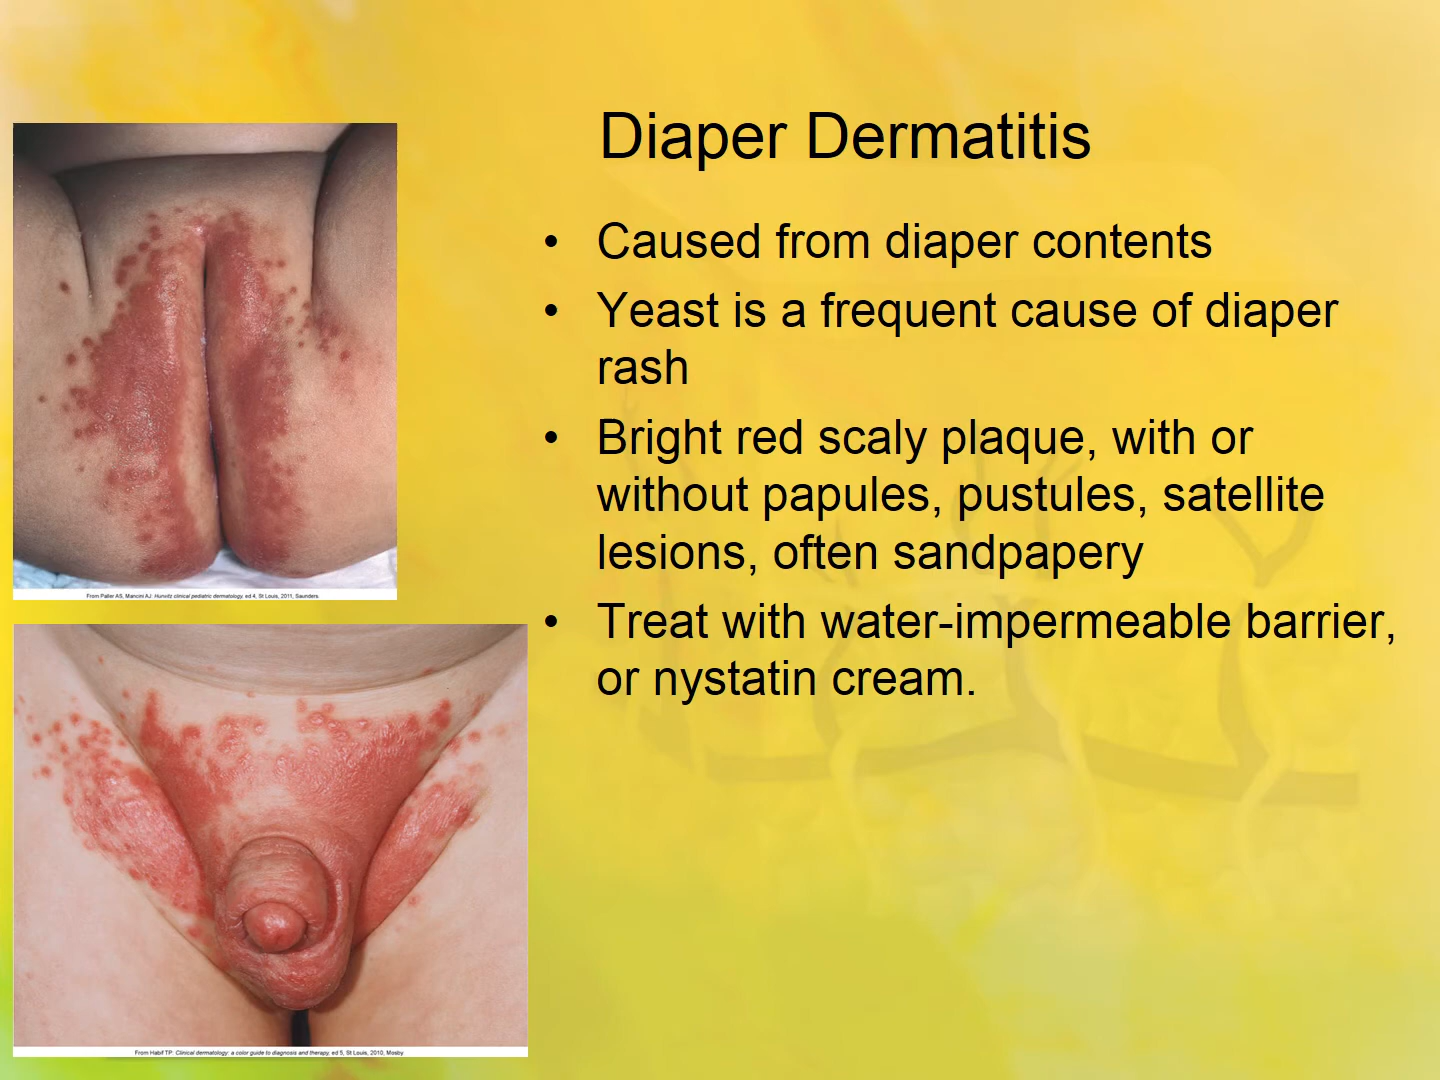 Diaper Dermatitis
• Caused from diaper contents
• Yeast is a frequent cause of diaper
rash
• Bright red scaly plaque, with or
without papules, pustules, satellite
lesions, often sandpapery
• Treat with water-impermeable barrier,
or nystatin cream.
From Paller AS, Mancini AJ: Hurwitz clinical pediatric dermatology, ed 4, St Louis, 2011, Saunders.
From Habif TP: Clinical dermatology: a color guide to diagnosis and therapy, ed 5, St Louis, 2010, Mosby.